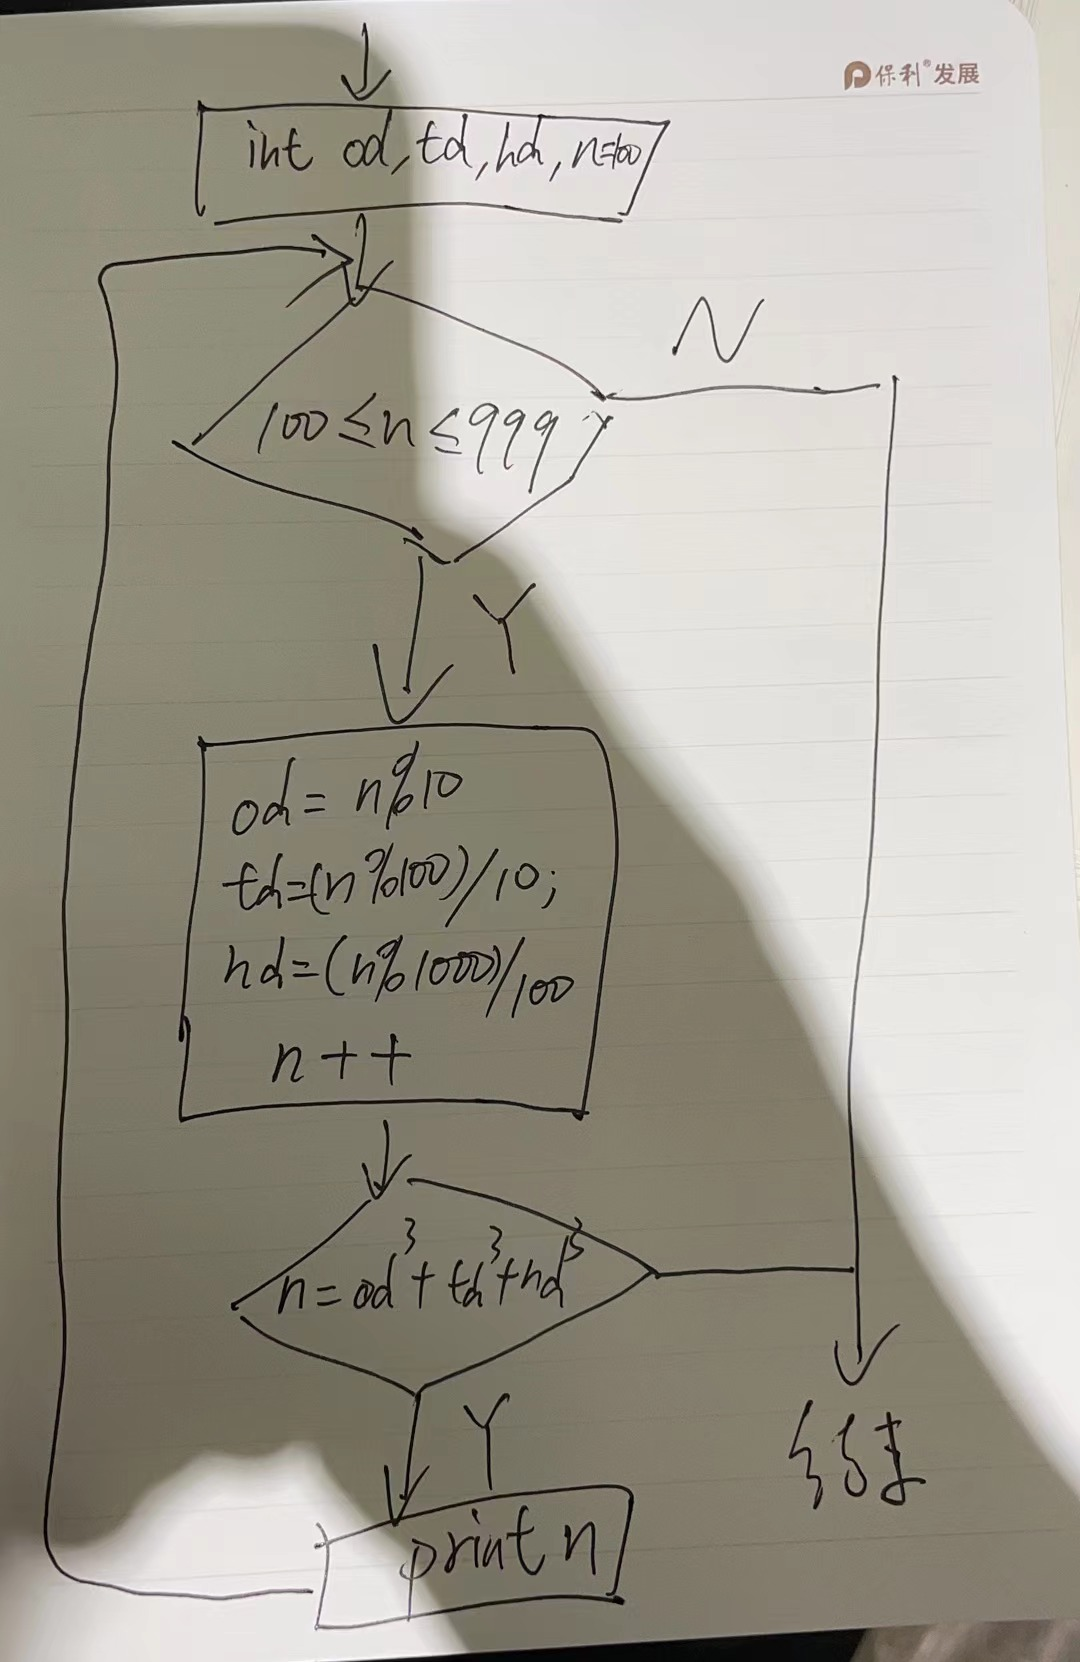 保利®发展
int od, td, hd, n=100
N
100≤n≤999
Y
od= n%10
td=(n%100)/10;
hd=(n%1000)/100
n++
n=od³+td³+hd³
Y
结束
print n